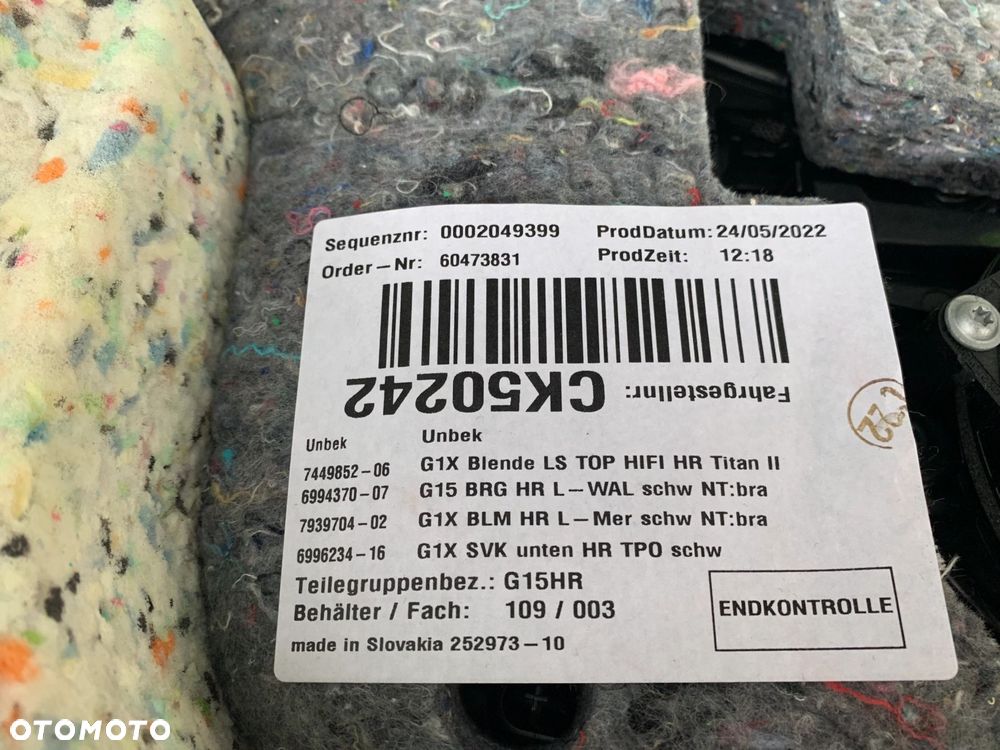 Sequenznr: 0002049399 ProdDatum: 24/05/2022
Order-Nr: 60473831 ProdZeit: 12:18
Fahrgestellnr: CK50242
Unbek Unbek
7449852-06 G1X Blende LS TOP HIFI HR Titan II
6994370-07 G15 BRG HR L-WAL schw NT:bra
7939704-02 G1X BLM HR L-Mer schw NT:bra
6996234-16 G1X SVK unten HR TPO schw
Teilegruppenbez.: G15HR
Behälter / Fach: 109 / 003
ENDKONTROLLE
made in Slovakia 252973-10
OTOMOTO